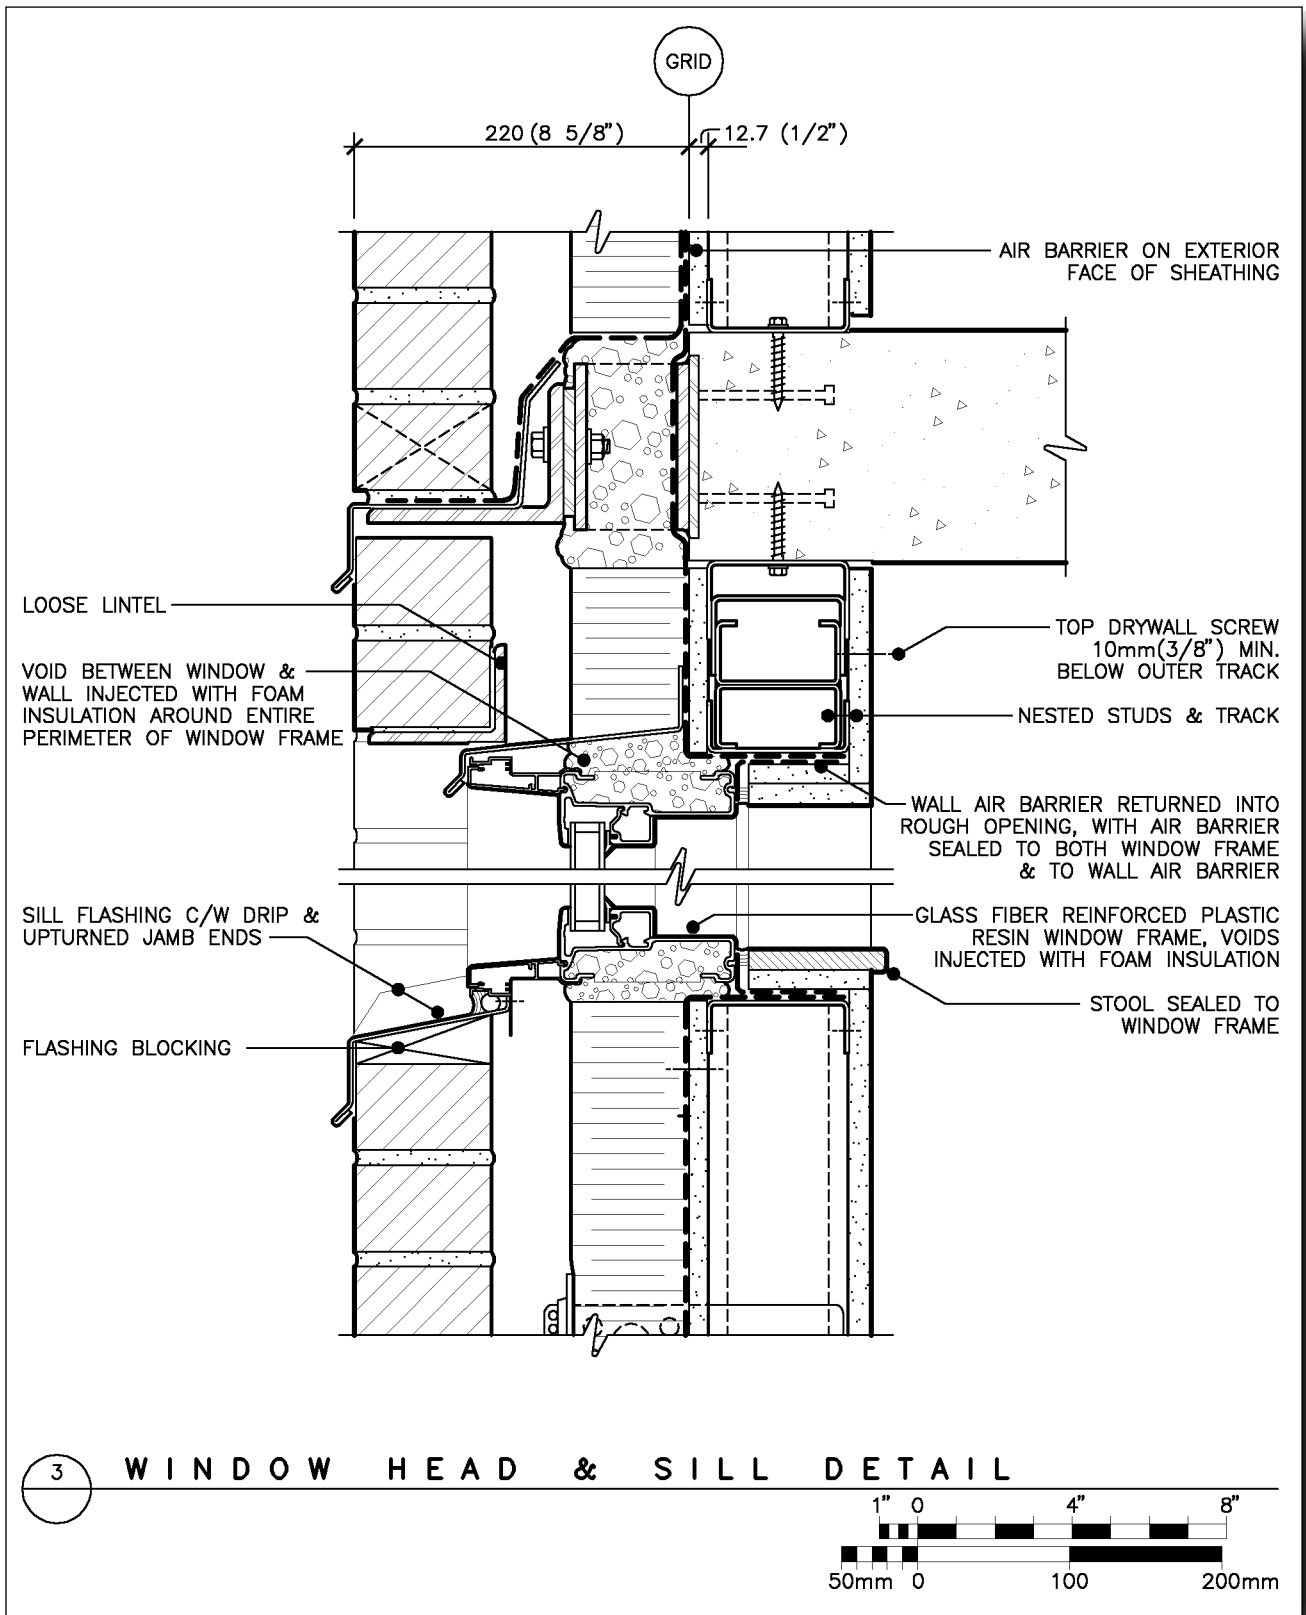 GRID
220 (8 5/8")
12.7 (1/2")
AIR BARRIER ON EXTERIOR
FACE OF SHEATHING
LOOSE LINTEL
VOID BETWEEN WINDOW &
WALL INJECTED WITH FOAM
INSULATION AROUND ENTIRE
PERIMETER OF WINDOW FRAME
TOP DRYWALL SCREW
10mm(3/8") MIN.
BELOW OUTER TRACK
NESTED STUDS & TRACK
WALL AIR BARRIER RETURNED INTO
ROUGH OPENING, WITH AIR BARRIER
SEALED TO BOTH WINDOW FRAME
& TO WALL AIR BARRIER
SILL FLASHING C/W DRIP &
UPTURNED JAMB ENDS
GLASS FIBER REINFORCED PLASTIC
RESIN WINDOW FRAME, VOIDS
INJECTED WITH FOAM INSULATION
STOOL SEALED TO
WINDOW FRAME
FLASHING BLOCKING
3
WINDOW HEAD & SILL DETAIL
1" 0 4" 8"
50mm 0 100 200mm